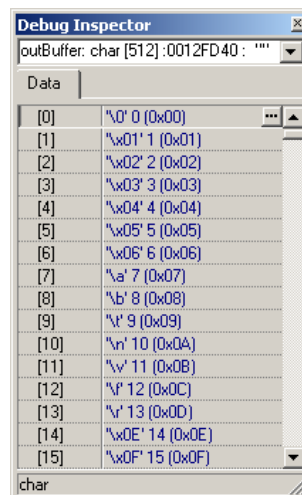 Debug Inspector
outBuffer: char [512] :0012FD40 : '""
Data
[0] '\0' 0 (0x00)
[1] '\x01' 1 (0x01)
[2] '\x02' 2 (0x02)
[3] '\x03' 3 (0x03)
[4] '\x04' 4 (0x04)
[5] '\x05' 5 (0x05)
[6] '\x06' 6 (0x06)
[7] '\a' 7 (0x07)
[8] '\b' 8 (0x08)
[9] '\t' 9 (0x09)
[10] '\n' 10 (0x0A)
[11] '\v' 11 (0x0B)
[12] '\f' 12 (0x0C)
[13] '\r' 13 (0x0D)
[14] '\x0E' 14 (0x0E)
[15] '\x0F' 15 (0x0F)
char